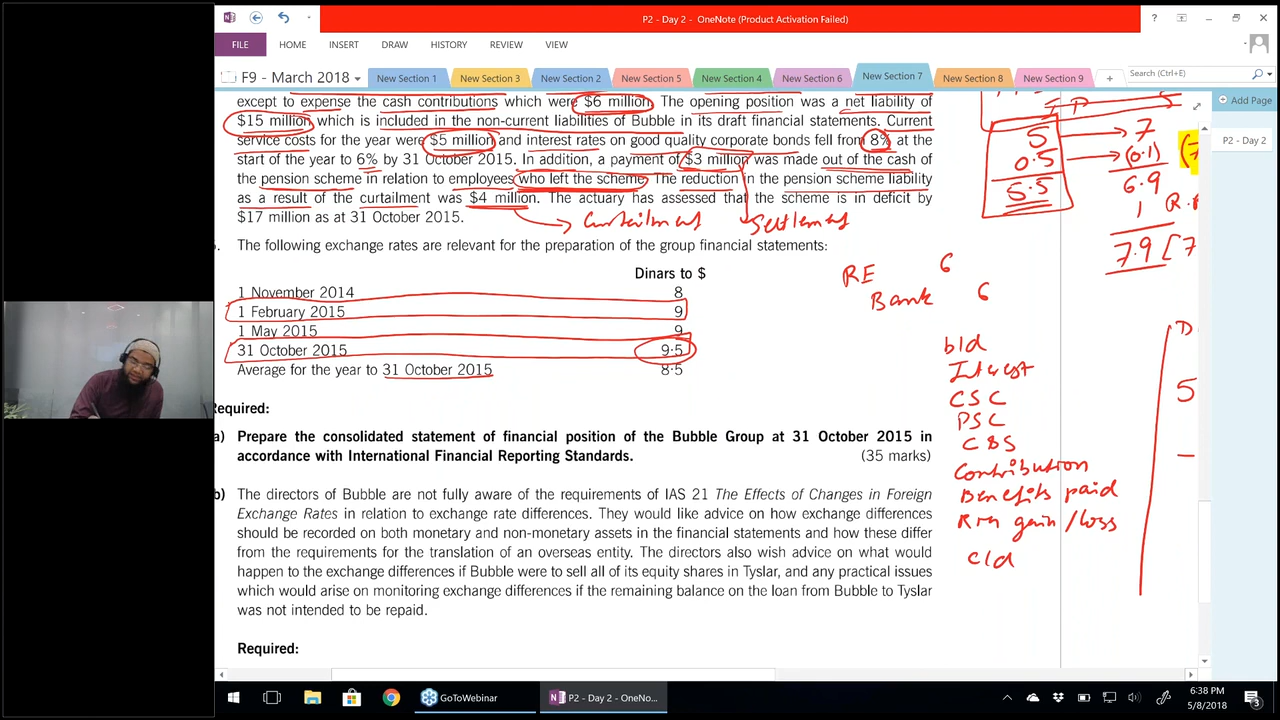 P2 - Day 2 - OneNote (Product Activation Failed)
FILE HOME INSERT DRAW HISTORY REVIEW VIEW
F9 - March 2018 New Section 1 New Section 3 New Section 2 New Section 5 New Section 4 New Section 6 New Section 7 New Section 8 New Section 9 Search (Ctrl+E)
Add Page
P2 - Day 2
except to expense the cash contributions which were $6 million. The opening position was a net liability of
$15 million which is included in the non-current liabilities of Bubble in its draft financial statements. Current
service costs for the year were $5 million and interest rates on good quality corporate bonds fell from 8% at the
start of the year to 6% by 31 October 2015. In addition, a payment of $3 million was made out of the cash of
the pension scheme in relation to employees who left the scheme. The reduction in the pension scheme liability
as a result of the curtailment was $4 million. The actuary has assessed that the scheme is in deficit by
$17 million as at 31 October 2015.
Curtailment Settlement
The following exchange rates are relevant for the preparation of the group financial statements:
Dinars to $
1 November 2014 8
1 February 2015 9
1 May 2015 9
31 October 2015 9·5
Average for the year to 31 October 2015 8·5
Required:
a) Prepare the consolidated statement of financial position of the Bubble Group at 31 October 2015 in
accordance with International Financial Reporting Standards. (35 marks)
b) The directors of Bubble are not fully aware of the requirements of IAS 21 The Effects of Changes in Foreign
Exchange Rates in relation to exchange rate differences. They would like advice on how exchange differences
should be recorded on both monetary and non-monetary assets in the financial statements and how these differ
from the requirements for the translation of an overseas entity. The directors also wish advice on what would
happen to the exchange differences if Bubble were to sell all of its equity shares in Tyslar, and any practical issues
which would arise on monitoring exchange differences if the remaining balance on the loan from Bubble to Tyslar
was not intended to be repaid.
Required:
5 7
0.5 (0.1)
5.5 6.9
1
7.9 [7
RE 6
Bank 6
b/d
Interest
CSC
PSC
CBS
Contribution
Benefits paid
Rm gain/loss
c/d
D
5
GoToWebinar P2 - Day 2 - OneNo... 6:38 PM
5/8/2018